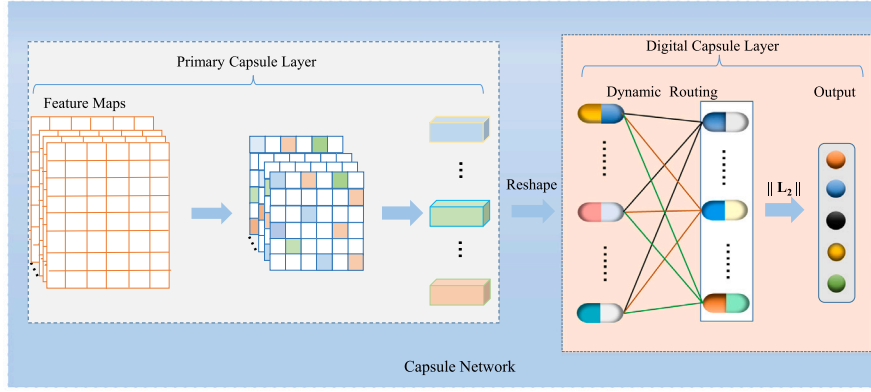 Primary Capsule Layer
Feature Maps
Reshape
Digital Capsule Layer
Dynamic Routing
Output
‖ L₂ ‖
Capsule Network